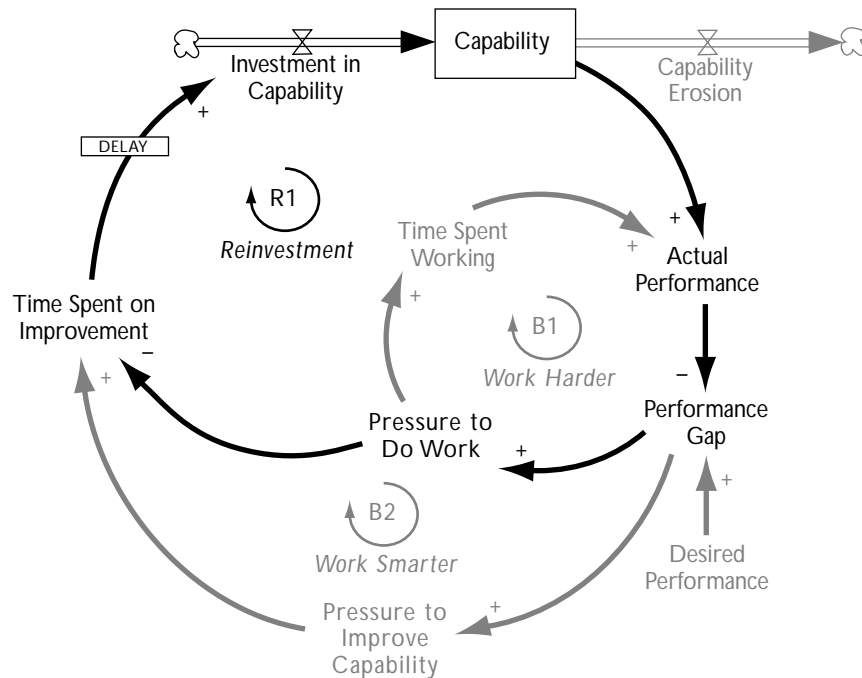 Capability
Investment in
Capability
Capability
Erosion
+
DELAY
R1
Reinvestment
Time Spent
Working
+
+
+
Actual
Performance
Time Spent on
Improvement
B1
Work Harder
+
–
+
–
Pressure to
Do Work
+
Performance
Gap
+
B2
Work Smarter
Desired
Performance
Pressure to
Improve
Capability
+